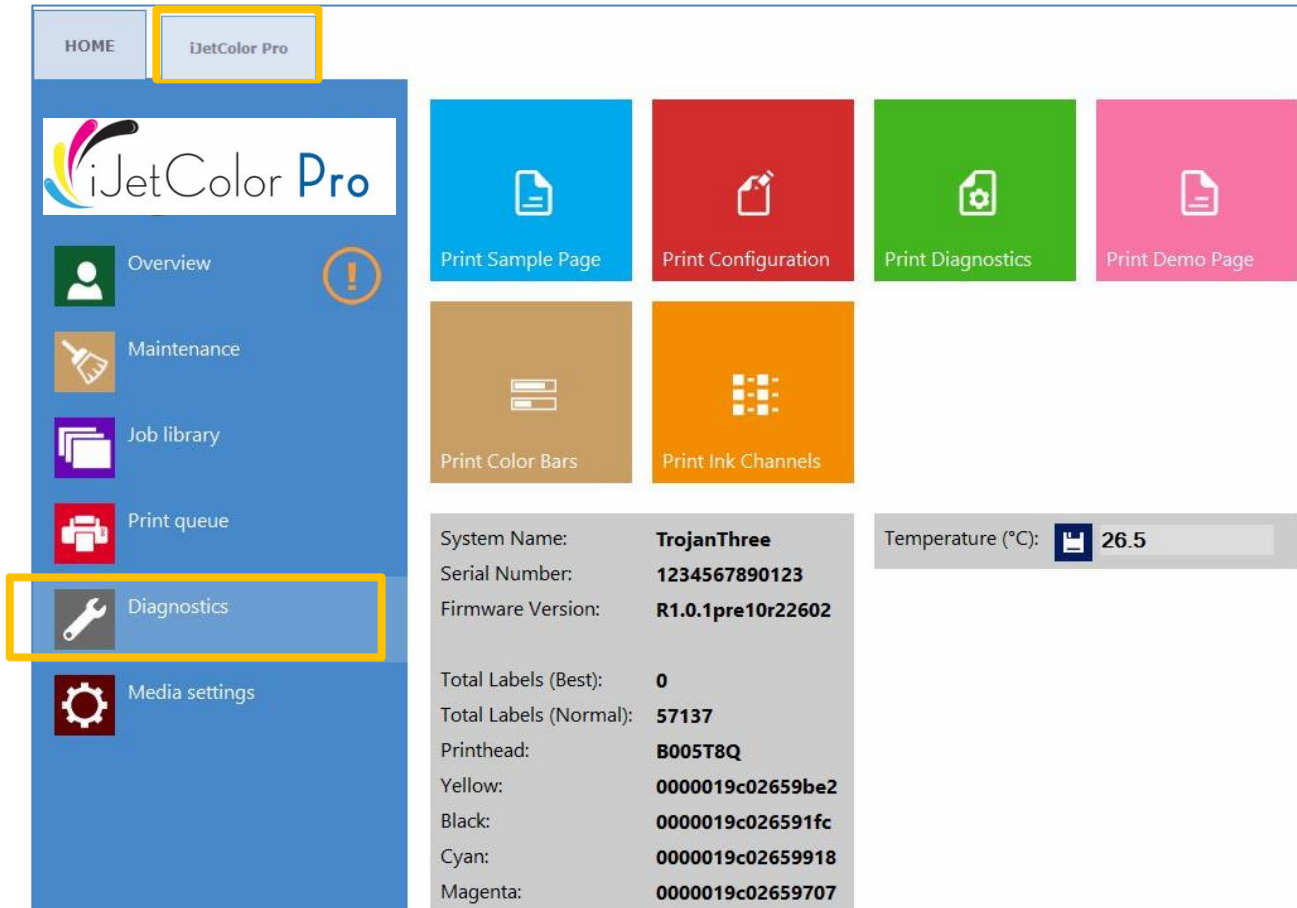 HOME
iJetColor Pro
iJetColor Pro
Overview
!
Maintenance
Job library
Print queue
Diagnostics
Media settings
Print Sample Page
Print Configuration
Print Diagnostics
Print Demo Page
Print Color Bars
Print Ink Channels
System Name: TrojanThree
Serial Number: 1234567890123
Firmware Version: R1.0.1pre10r22602
Total Labels (Best): 0
Total Labels (Normal): 57137
Printhead: B005T8Q
Yellow: 0000019c02659be2
Black: 0000019c026591fc
Cyan: 0000019c02659918
Magenta: 0000019c02659707
Temperature (°C): 26.5